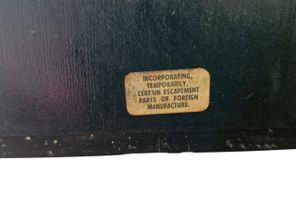 INCORPORATING,
TEMPORARILY,
CERTAIN ESCAPEMENT
PARTS OF FOREIGN
MANUFACTURE.